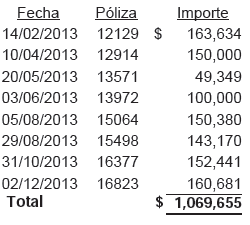 Fecha Póliza Importe
14/02/2013 12129 $ 163,634
10/04/2013 12914 150,000
20/05/2013 13571 49,349
03/06/2013 13972 100,000
05/08/2013 15064 150,380
29/08/2013 15498 143,170
31/10/2013 16377 152,441
02/12/2013 16823 160,681
Total $ 1,069,655